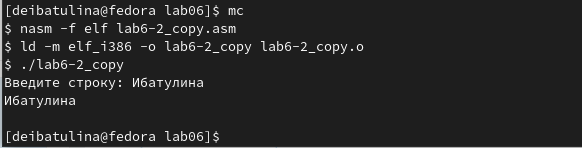 [deibatulina@fedora lab06]$ mc
$ nasm -f elf lab6-2_copy.asm
$ ld -m elf_i386 -o lab6-2_copy lab6-2_copy.o
$ ./lab6-2_copy
Введите строку: Ибатулина
Ибатулина
[deibatulina@fedora lab06]$